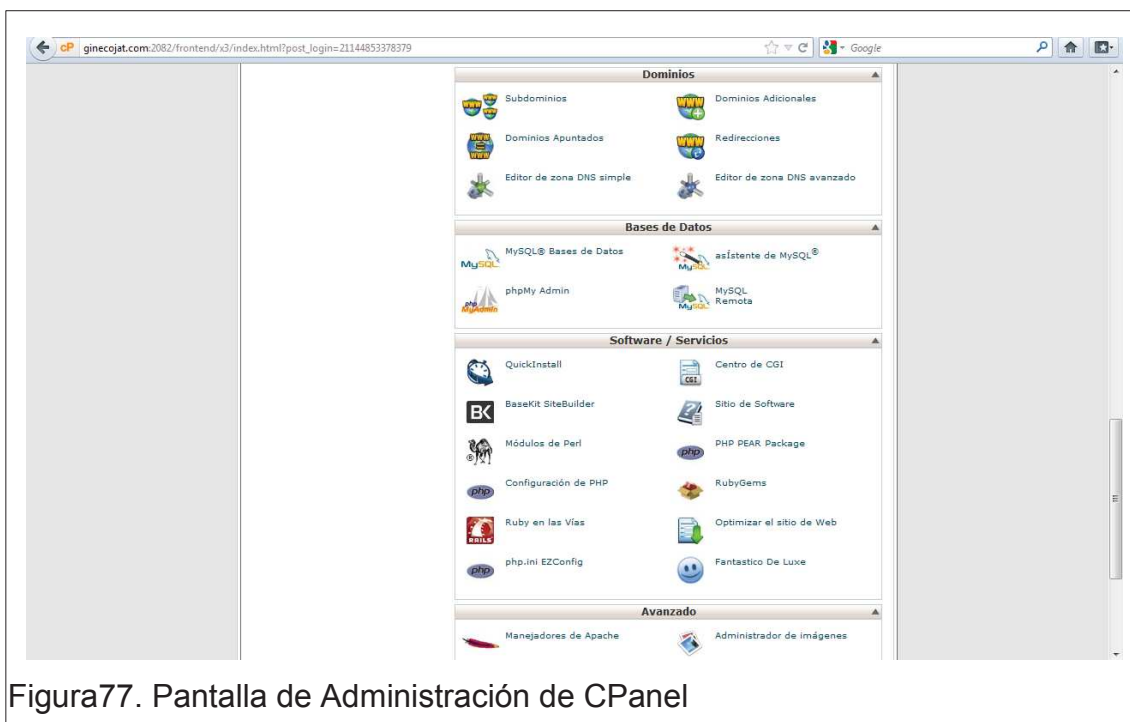 cP ginecojat.com:2082/frontend/x3/index.html?post_login=21144853378379 Google
Dominios
Subdominios Dominios Adicionales
Dominios Apuntados Redirecciones
Editor de zona DNS simple Editor de zona DNS avanzado
Bases de Datos
MySQL® Bases de Datos asÍstente de MySQL®
phpMy Admin MySQL
Remota
Software / Servicios
QuickInstall Centro de CGI
BaseKit SiteBuilder Sitio de Software
Módulos de Perl PHP PEAR Package
Configuración de PHP RubyGems
Ruby en las Vías Optimizar el sitio de Web
php.ini EZConfig Fantastico De Luxe
Avanzado
Manejadores de Apache Administrador de imágenes
Figura77. Pantalla de Administración de CPanel